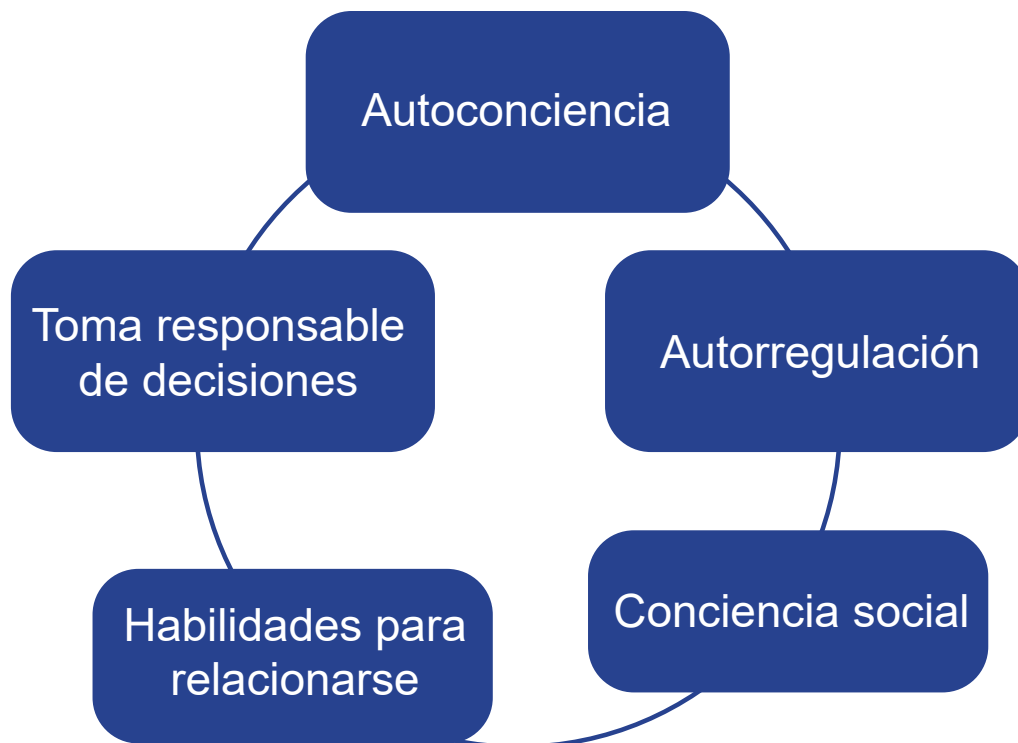 Autoconciencia
Toma responsable
de decisiones
Autorregulación
Habilidades para
relacionarse
Conciencia social